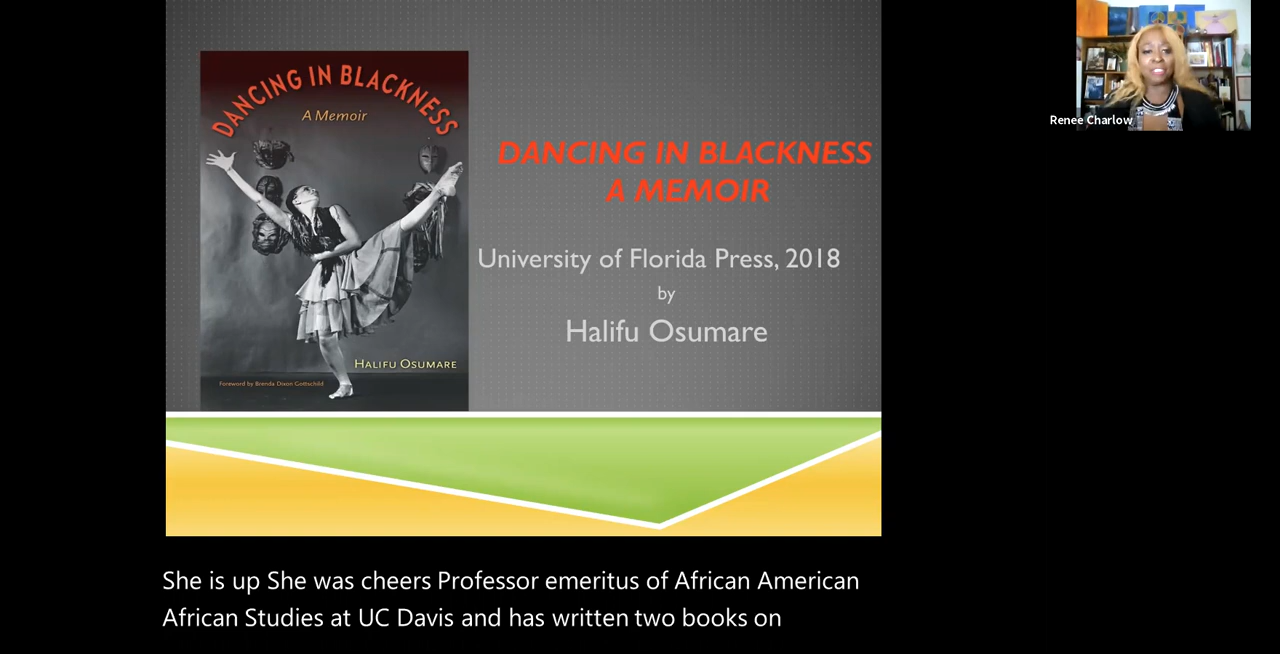 DANCING IN BLACKNESS
A Memoir
HALIFU OSUMARE
Foreword by Brenda Dixon Gottschild
DANCING IN BLACKNESS
A MEMOIR
University of Florida Press, 2018
by
Halifu Osumare
Renee Charlow
She is up She was cheers Professor emeritus of African American
African Studies at UC Davis and has written two books on